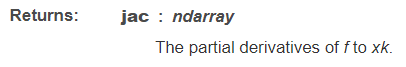 Returns: jac : ndarray
The partial derivatives of f to xk.